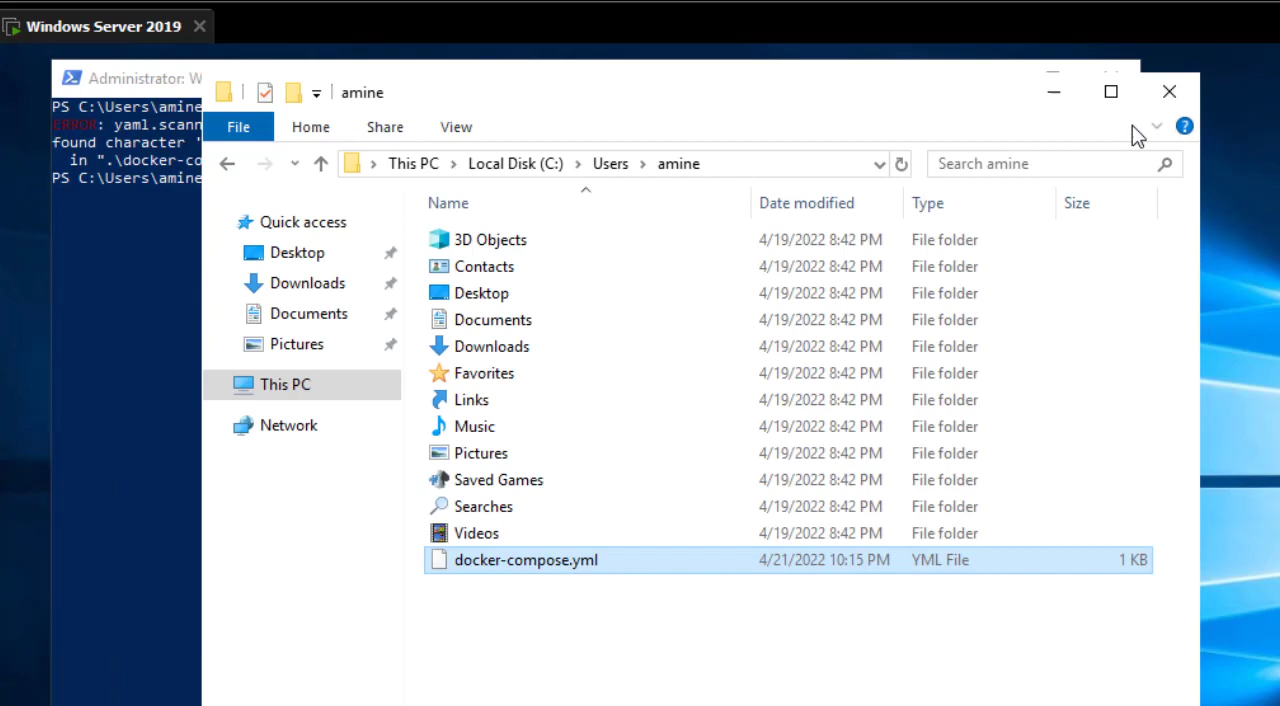 Windows Server 2019
Administrator: W
PS C:\Users\amine
ERROR: yaml.scann
found character '
in ".\docker-co
PS C:\Users\amine
amine
File Home Share View
This PC Local Disk (C:) Users amine
Search amine
Quick access
Desktop
Downloads
Documents
Pictures
This PC
Network
Name Date modified Type Size
3D Objects 4/19/2022 8:42 PM File folder
Contacts 4/19/2022 8:42 PM File folder
Desktop 4/19/2022 8:42 PM File folder
Documents 4/19/2022 8:42 PM File folder
Downloads 4/19/2022 8:42 PM File folder
Favorites 4/19/2022 8:42 PM File folder
Links 4/19/2022 8:42 PM File folder
Music 4/19/2022 8:42 PM File folder
Pictures 4/19/2022 8:42 PM File folder
Saved Games 4/19/2022 8:42 PM File folder
Searches 4/19/2022 8:42 PM File folder
Videos 4/19/2022 8:42 PM File folder
docker-compose.yml 4/21/2022 10:15 PM YML File 1 KB